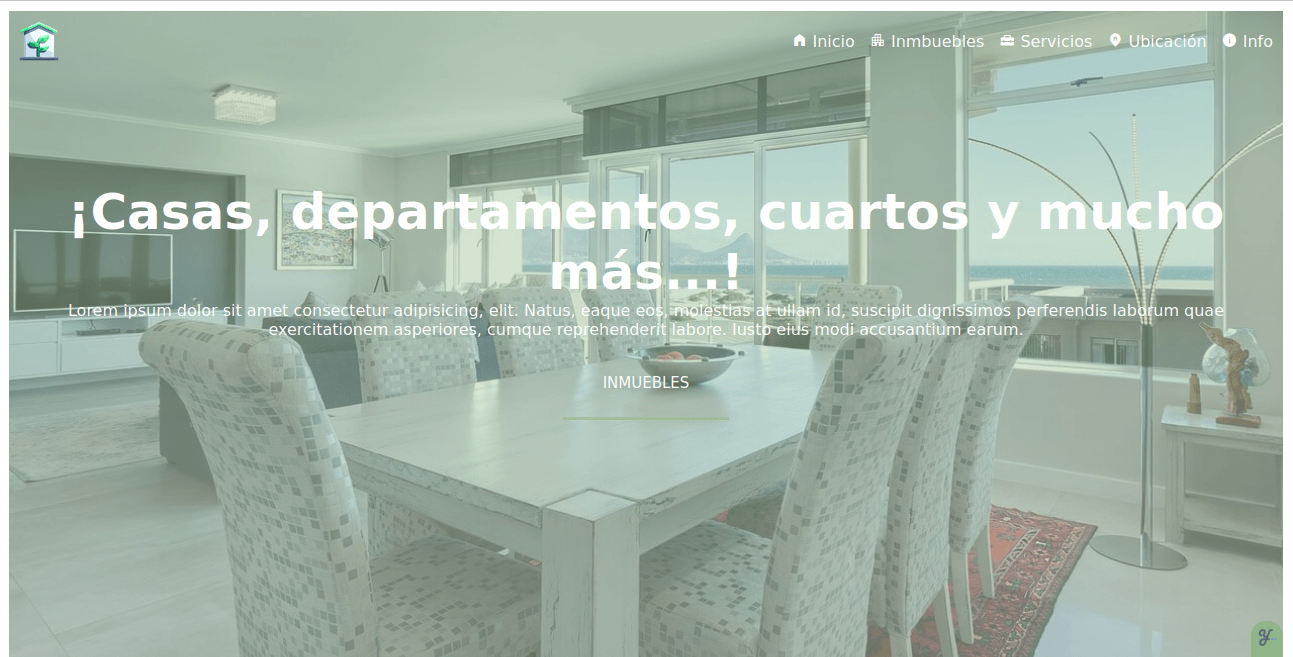 Inicio Inmbuebles Servicios Ubicación Info
¡Casas, departamentos, cuartos y mucho
más...!
Lorem ipsum dolor sit amet consectetur adipisicing, elit. Natus, eaque eos, molestias at ullam id, suscipit dignissimos perferendis laborum quae
exercitationem asperiores, cumque reprehenderit labore. Iusto eius modi accusantium earum.
INMUEBLES